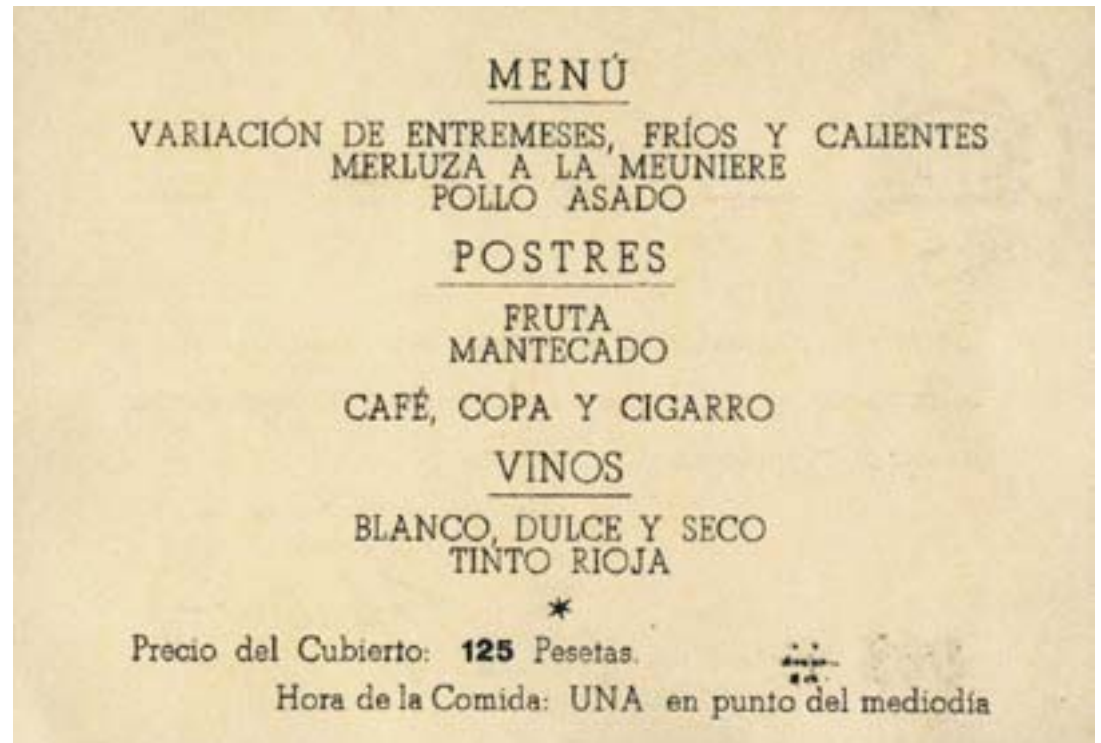 MENÚ
VARIACIÓN DE ENTREMESES, FRÍOS Y CALIENTES
MERLUZA A LA MEUNIERE
POLLO ASADO
POSTRES
FRUTA
MANTECADO
CAFÉ, COPA Y CIGARRO
VINOS
BLANCO, DULCE Y SECO
TINTO RIOJA
*
Precio del Cubierto: 125 Pesetas.
Hora de la Comida: UNA en punto del mediodía